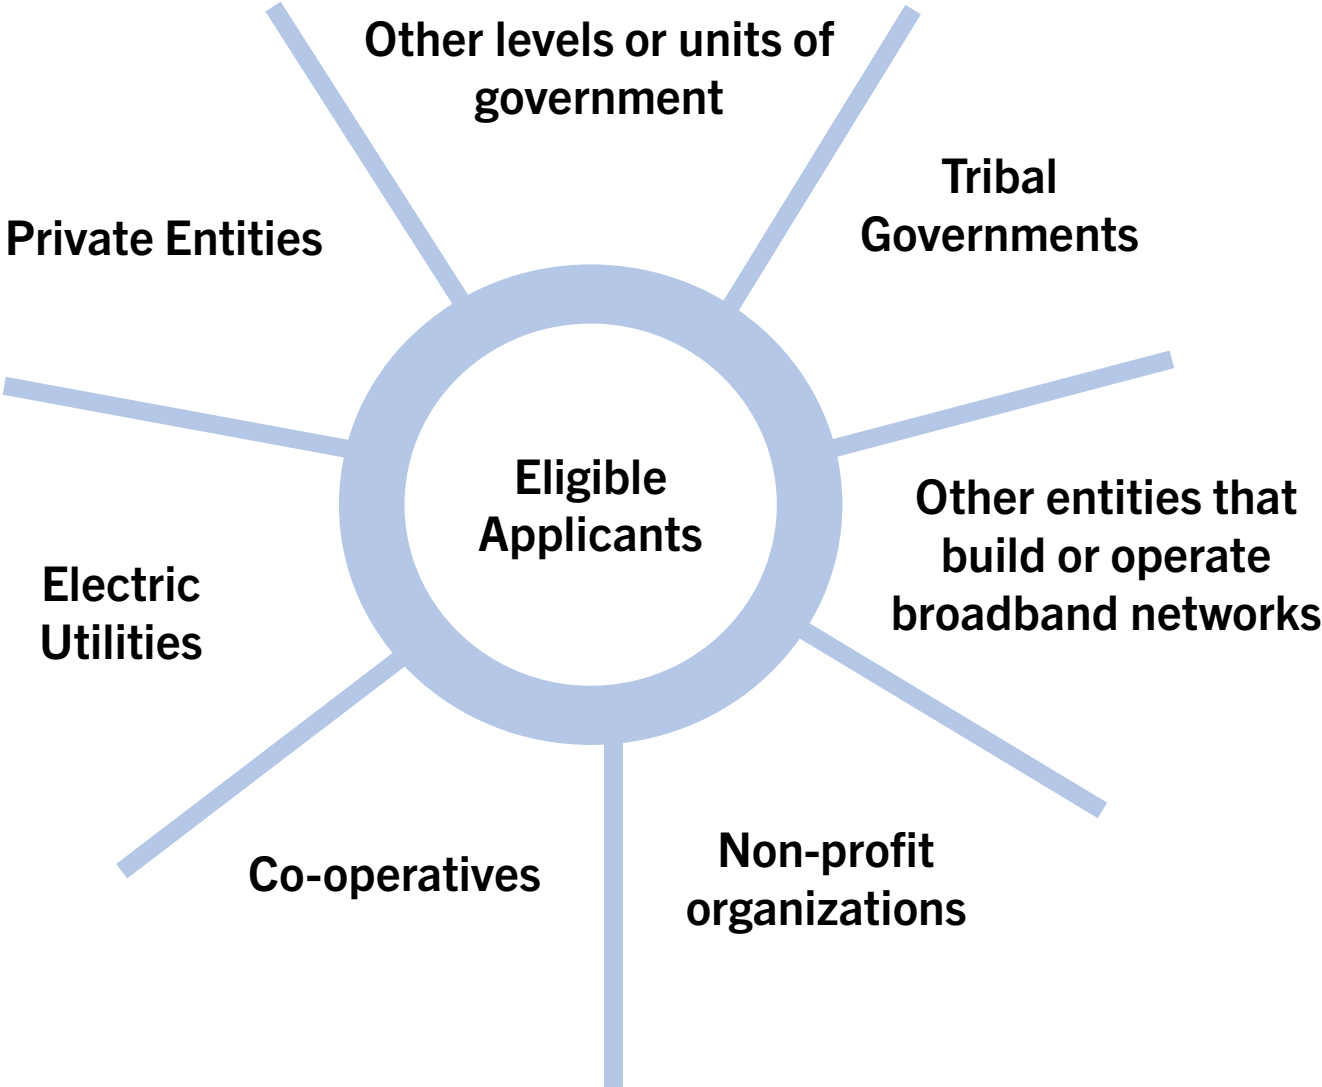 Other levels or units of
government
Tribal
Governments
Private Entities
Eligible
Applicants
Other entities that
build or operate
broadband networks
Electric
Utilities
Co-operatives
Non-profit
organizations